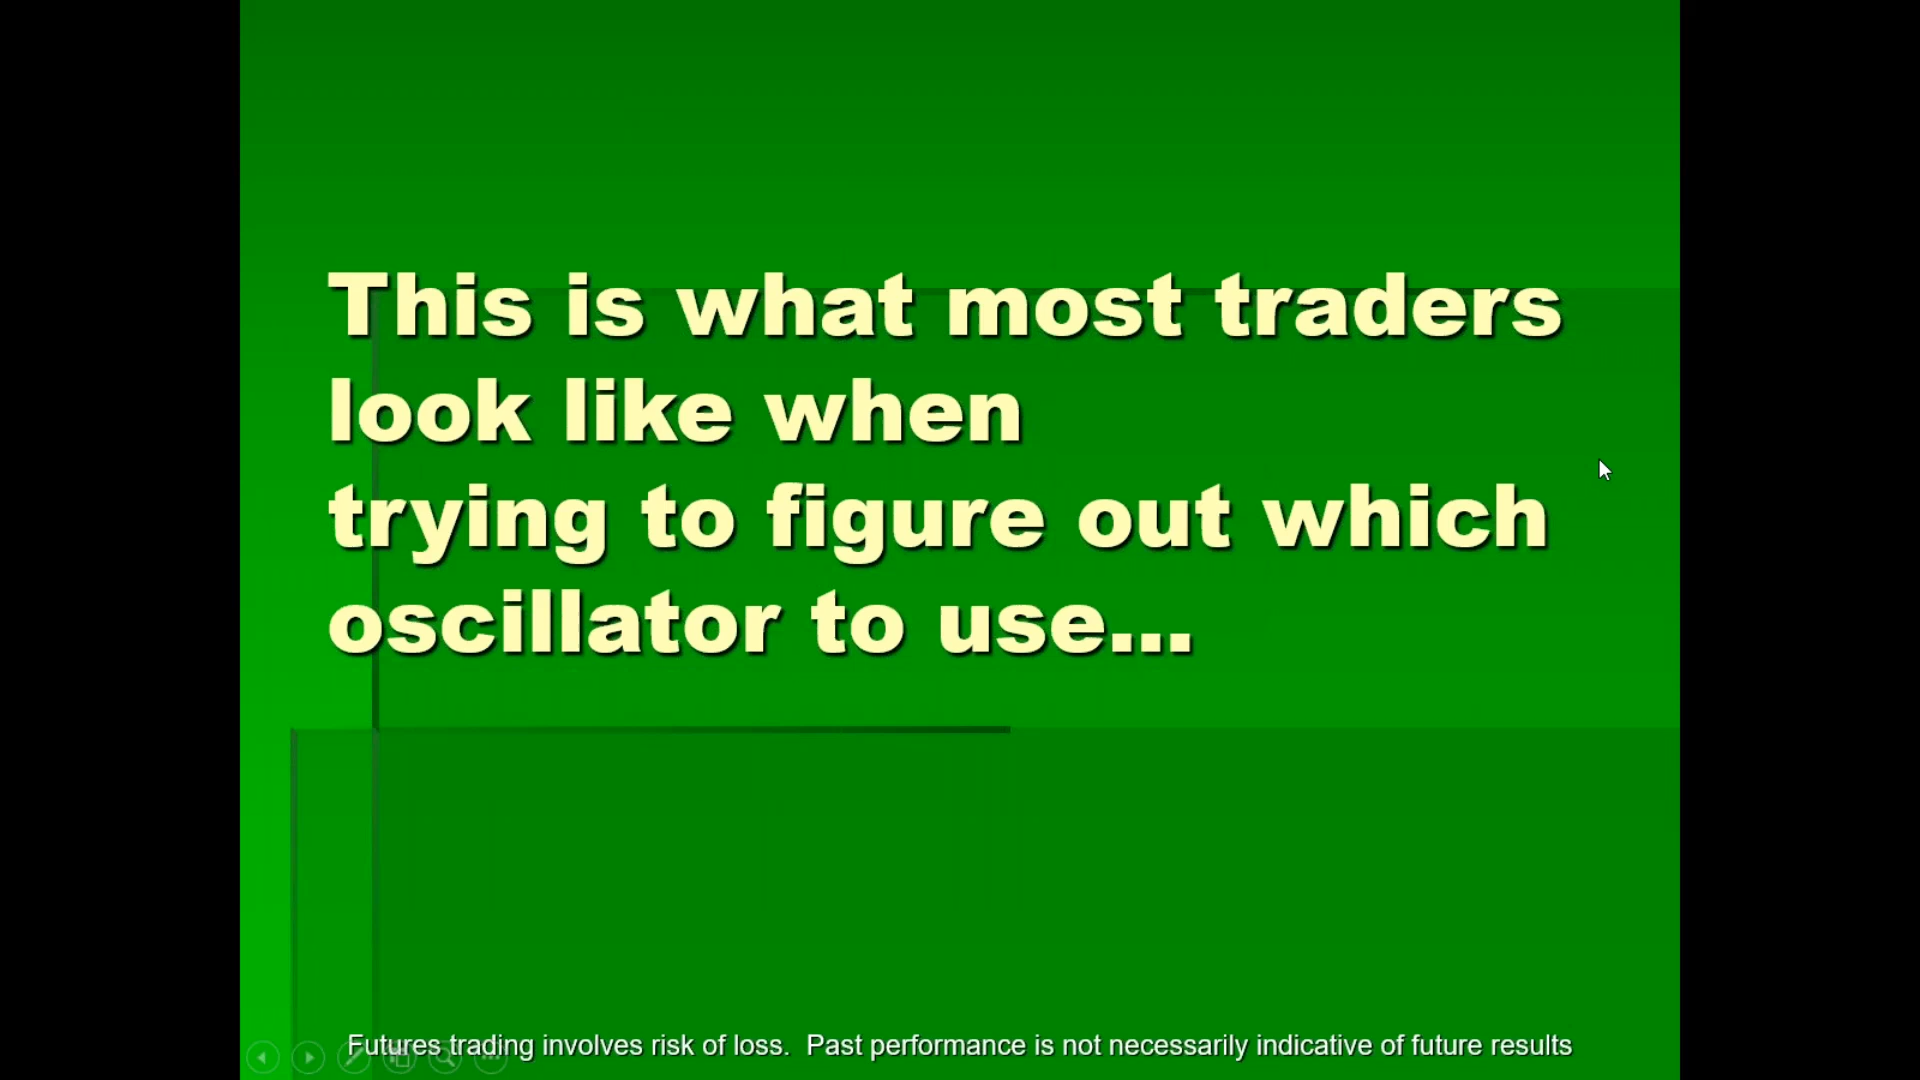 This is what most traders
look like when
trying to figure out which
oscillator to use...
Futures trading involves risk of loss.  Past performance is not necessarily indicative of future results